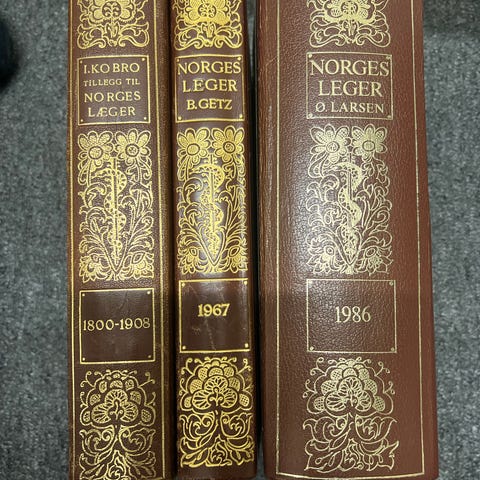 I. KOBRO
TILLEGG TIL
NORGES
LÆGER
1800-1908
NORGES
LEGER
B. GETZ
1967
NORGES
LEGER
Ø. LARSEN
1986